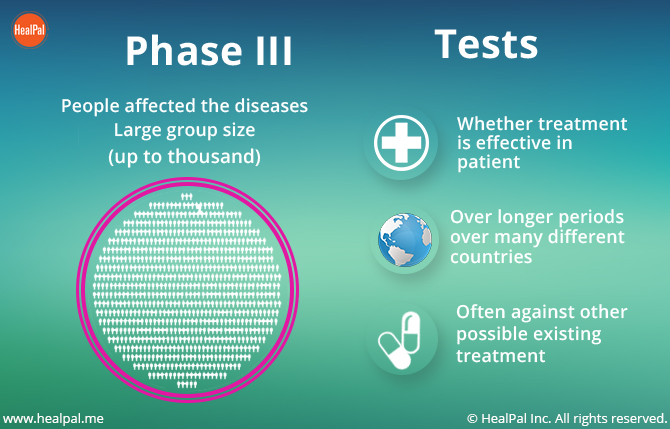 HealPal
Phase III
People affected the diseases
Large group size
(up to thousand)
Tests
Whether treatment
is effective in
patient
Over longer periods
over many different
countries
Often against other
possible existing
treatment
www.healpal.me
© HealPal Inc. All rights reserved.